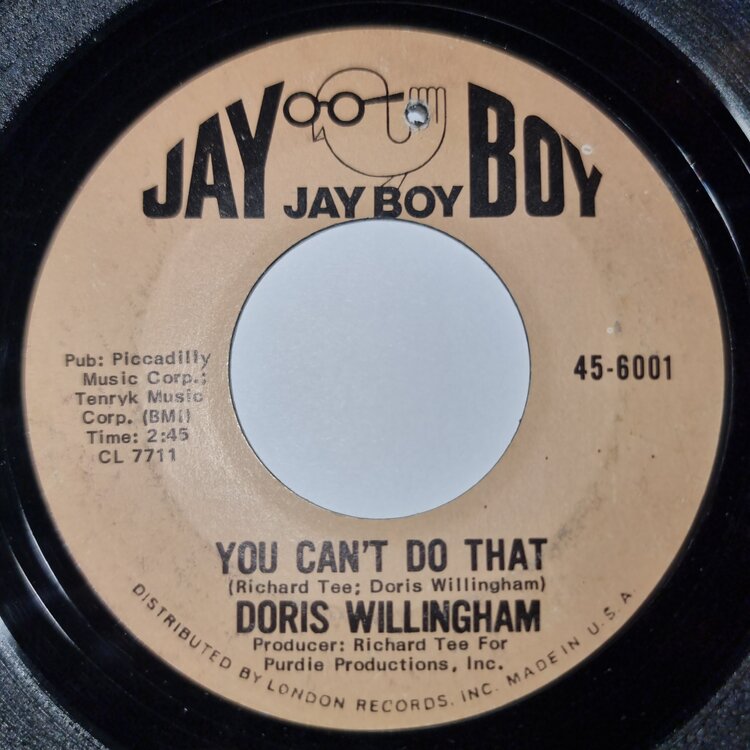 JAY BOY
JAY BOY
Pub: Piccadilly
Music Corp.;
Tenryk Music
Corp. (BMI)
Time: 2:45
CL 7711
45-6001
YOU CAN'T DO THAT
(Richard Tee; Doris Willingham)
DORIS WILLINGHAM
Producer: Richard Tee For
Purdie Productions, Inc.
DISTRIBUTED BY LONDON RECORDS, INC. MADE IN U.S.A.